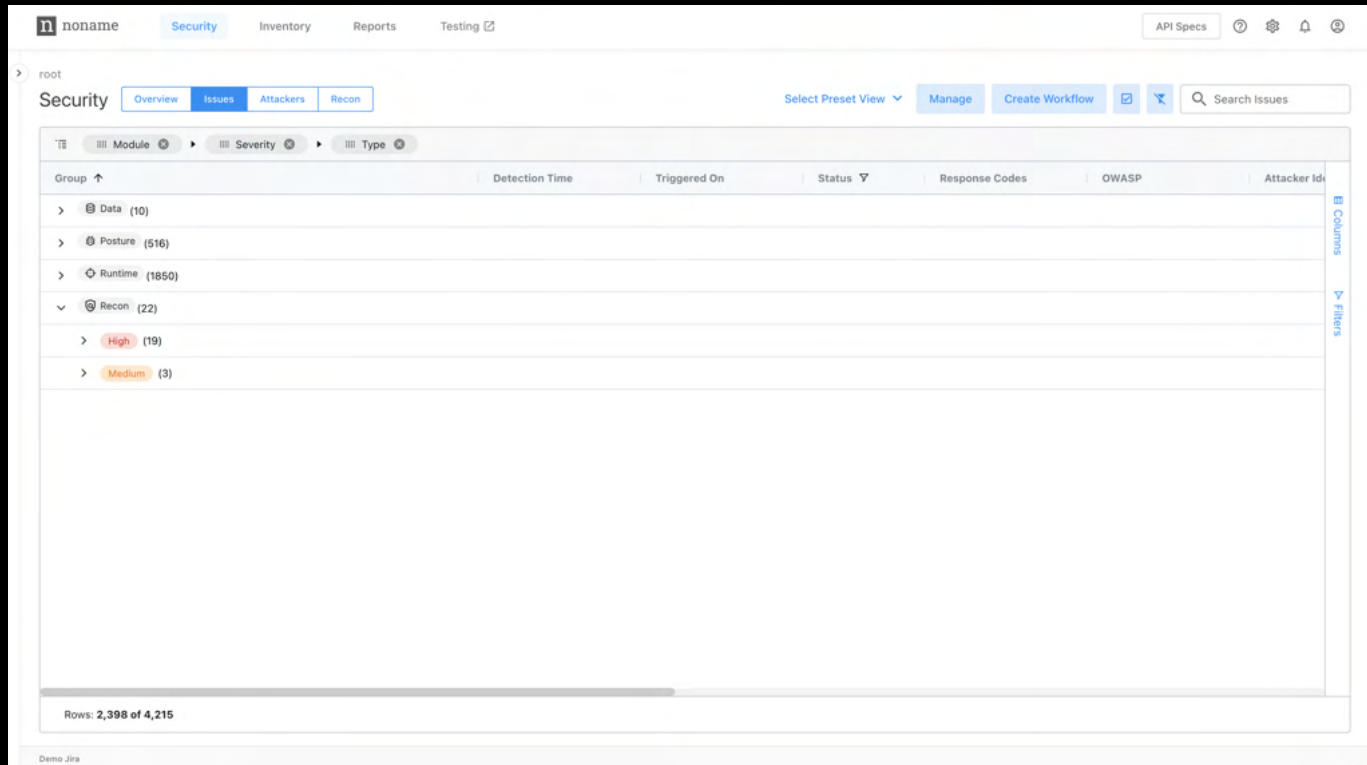 n noname Security Inventory Reports Testing API Specs
root
Security Overview Issues Attackers Recon Select Preset View Manage Create Workflow Search Issues
Module Severity Type
Group Detection Time Triggered On Status Response Codes OWASP Attacker Ide
Data (10)
Posture (516)
Runtime (1850)
Recon (22)
High (19)
Medium (3)
Columns
Filters
Rows: 2,398 of 4,215
Demo Jira